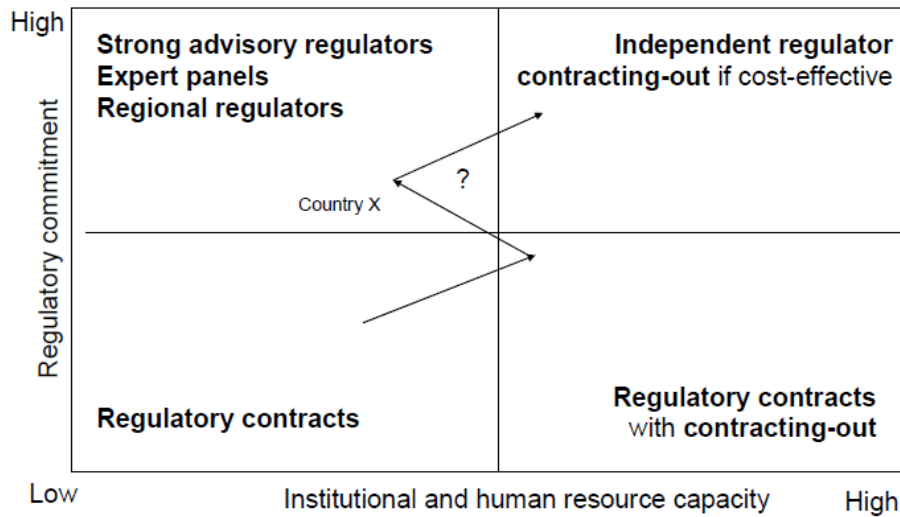 High
Strong advisory regulators
Expert panels
Regional regulators
Independent regulator
contracting-out if cost-effective
?
Country X
Regulatory commitment
Regulatory contracts
Regulatory contracts
with contracting-out
Low
Institutional and human resource capacity
High